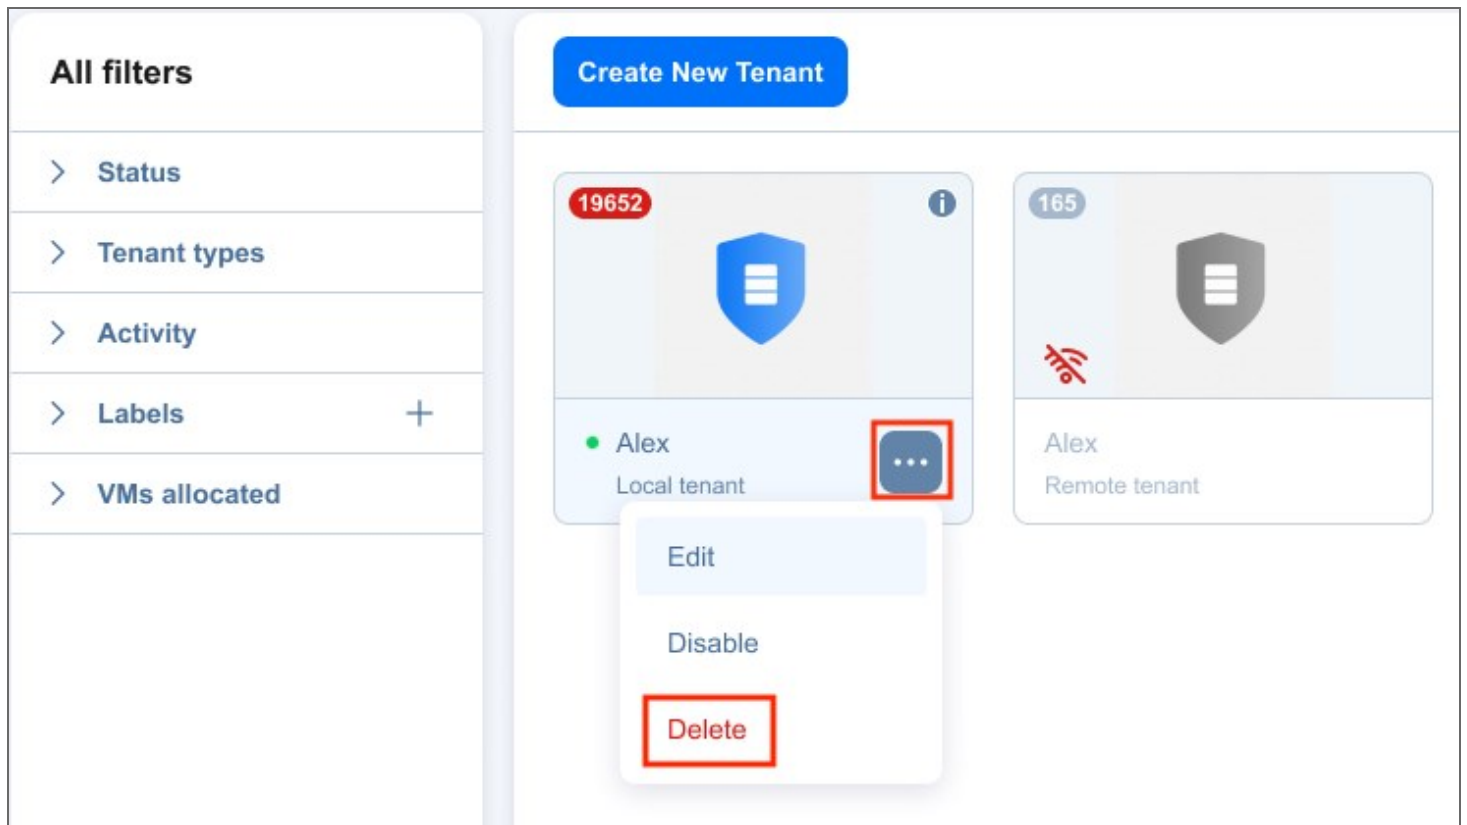 All filters
Status
Tenant types
Activity
Labels
VMs allocated
Create New Tenant
19652
Alex
Local tenant
Edit
Disable
Delete
165
Alex
Remote tenant